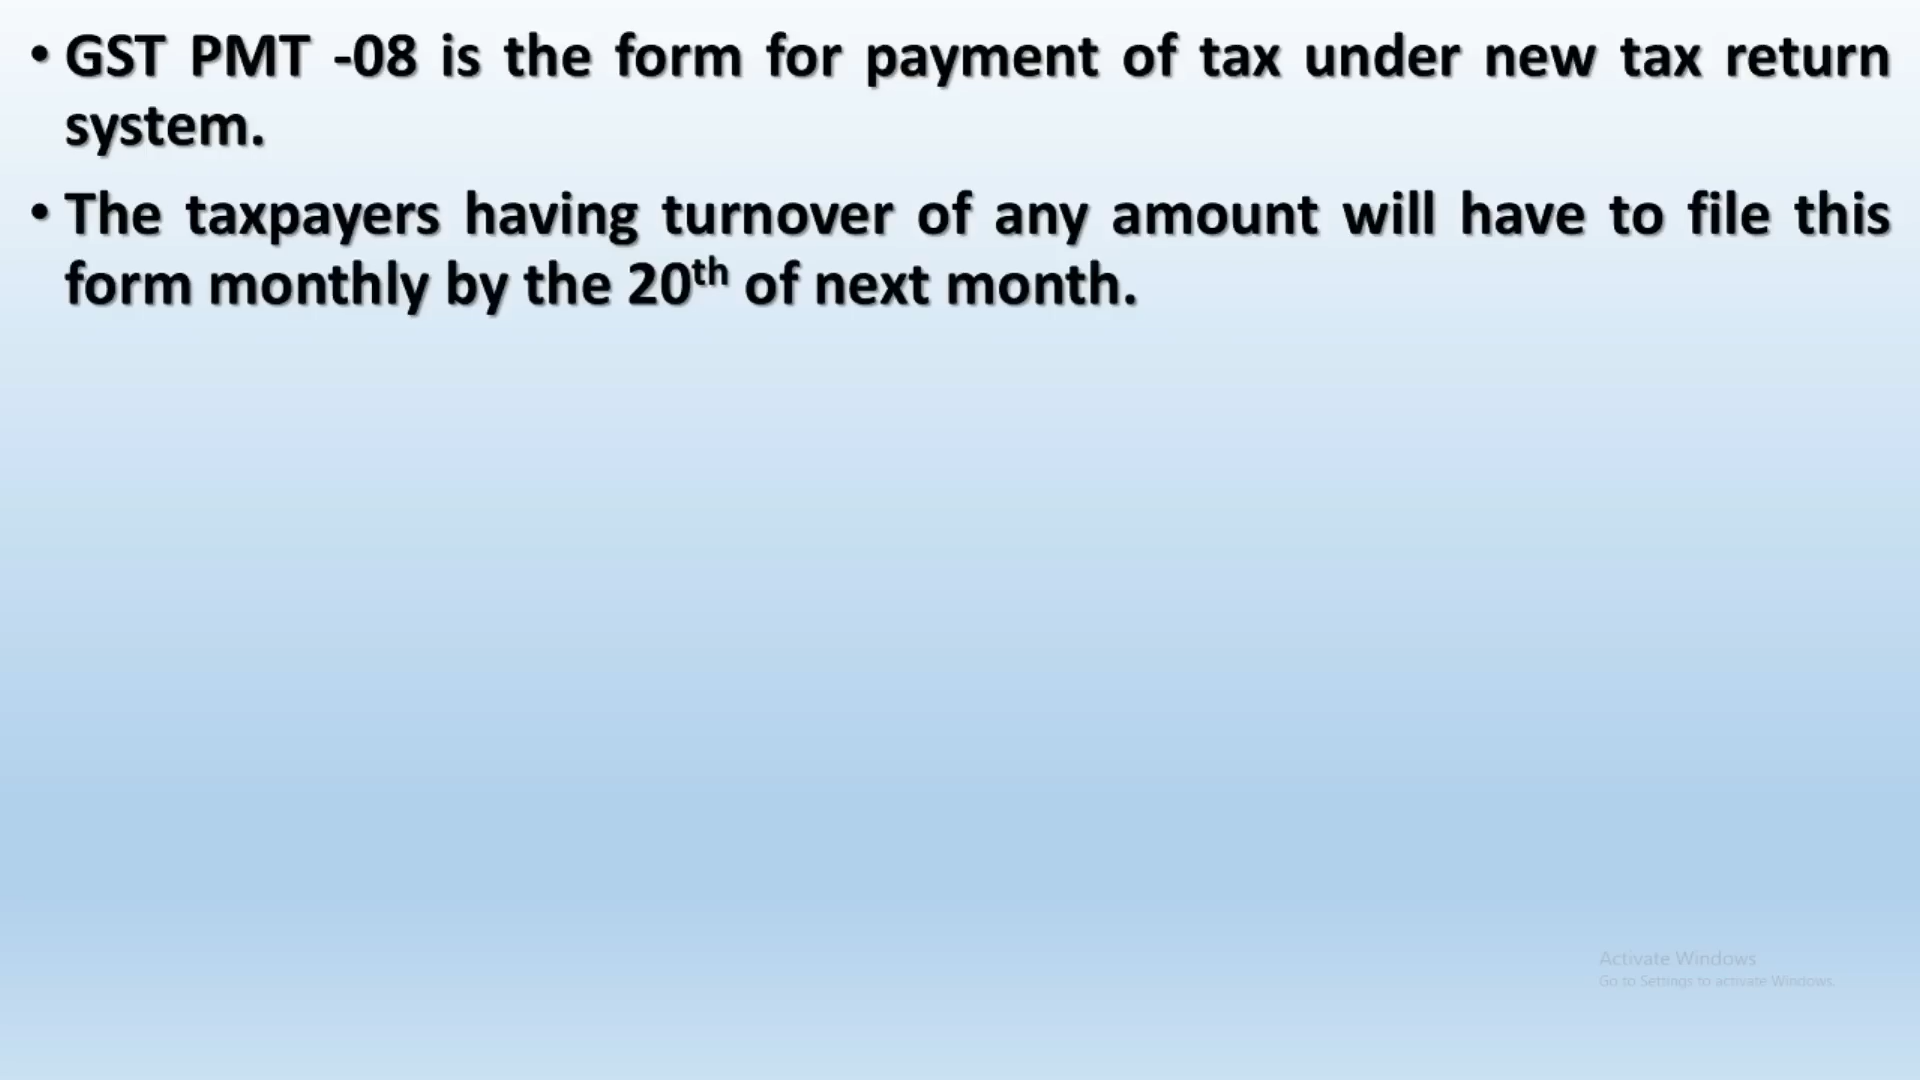 • GST PMT -08 is the form for payment of tax under new tax return
system.
• The taxpayers having turnover of any amount will have to file this
form monthly by the 20th of next month.
Activate Windows
Go to Settings to activate Windows.